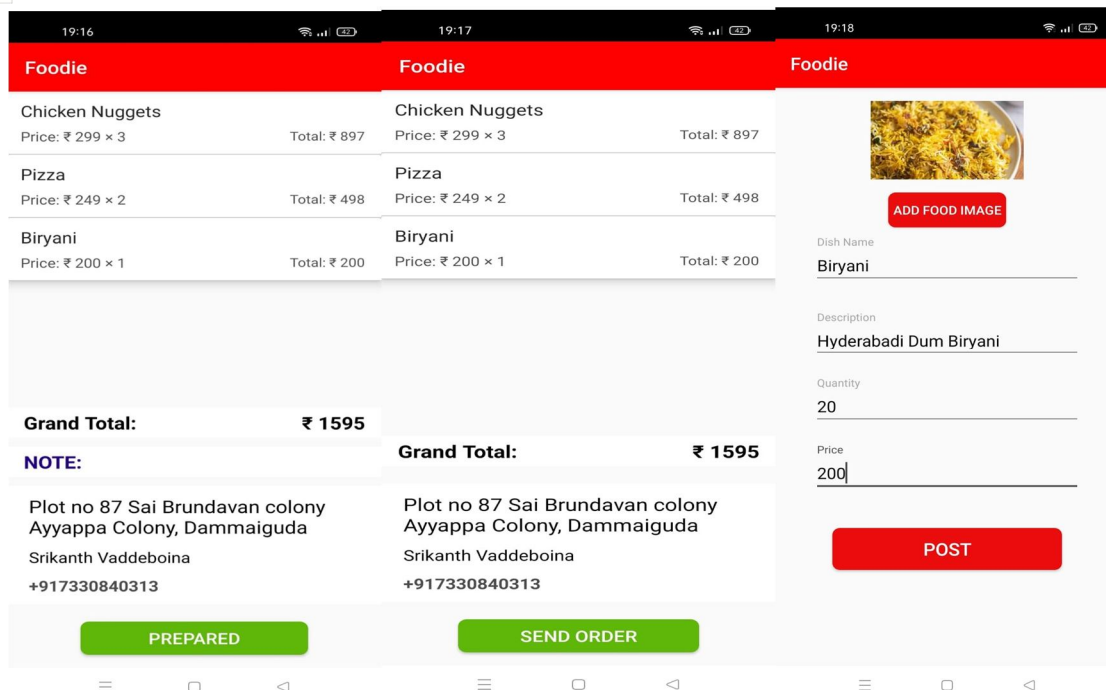 19:16
42
Foodie
Chicken Nuggets
Price: ₹ 299 × 3 Total: ₹ 897
Pizza
Price: ₹ 249 × 2 Total: ₹ 498
Biryani
Price: ₹ 200 × 1 Total: ₹ 200
Grand Total: ₹ 1595
NOTE:
Plot no 87 Sai Brundavan colony
Ayyappa Colony, Dammaiguda
Srikanth Vaddeboina
+917330840313
PREPARED
19:17
42
Foodie
Chicken Nuggets
Price: ₹ 299 × 3 Total: ₹ 897
Pizza
Price: ₹ 249 × 2 Total: ₹ 498
Biryani
Price: ₹ 200 × 1 Total: ₹ 200
Grand Total: ₹ 1595
Plot no 87 Sai Brundavan colony
Ayyappa Colony, Dammaiguda
Srikanth Vaddeboina
+917330840313
SEND ORDER
19:18
42
Foodie
ADD FOOD IMAGE
Dish Name
Biryani
Description
Hyderabadi Dum Biryani
Quantity
20
Price
200
POST